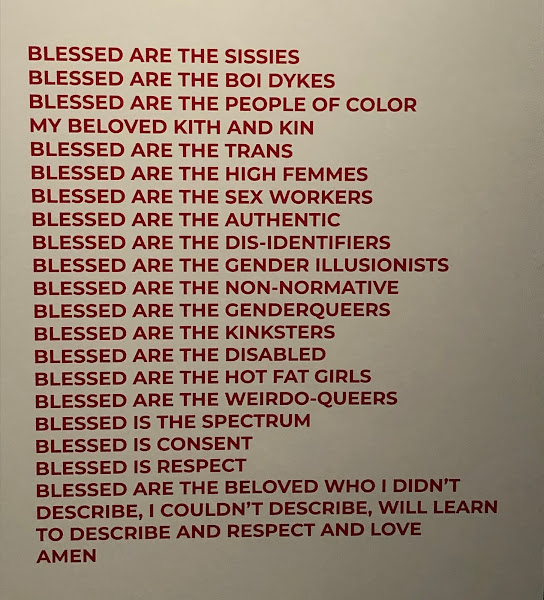 BLESSED ARE THE SISSIES
BLESSED ARE THE BOI DYKES
BLESSED ARE THE PEOPLE OF COLOR
MY BELOVED KITH AND KIN
BLESSED ARE THE TRANS
BLESSED ARE THE HIGH FEMMES
BLESSED ARE THE SEX WORKERS
BLESSED ARE THE AUTHENTIC
BLESSED ARE THE DIS-IDENTIFIERS
BLESSED ARE THE GENDER ILLUSIONISTS
BLESSED ARE THE NON-NORMATIVE
BLESSED ARE THE GENDERQUEERS
BLESSED ARE THE KINKSTERS
BLESSED ARE THE DISABLED
BLESSED ARE THE HOT FAT GIRLS
BLESSED ARE THE WEIRDO-QUEERS
BLESSED IS THE SPECTRUM
BLESSED IS CONSENT
BLESSED IS RESPECT
BLESSED ARE THE BELOVED WHO I DIDN'T
DESCRIBE, I COULDN'T DESCRIBE, WILL LEARN
TO DESCRIBE AND RESPECT AND LOVE
AMEN